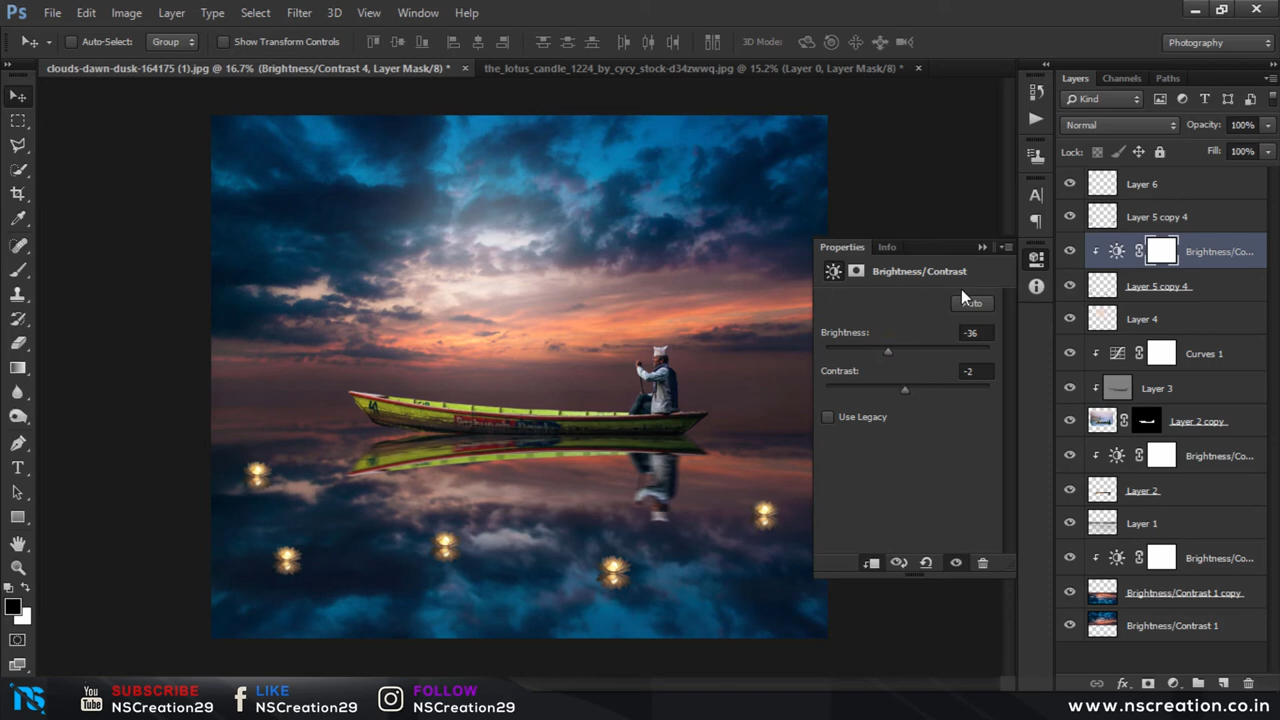 Ps File Edit Image Layer Type Select Filter 3D View Window Help
Auto-Select: Group Show Transform Controls 3D Mode: Photography
clouds-dawn-dusk-164175 (1).jpg @ 16.7% (Brightness/Contrast 4, Layer Mask/8) * × the_lotus_candle_1224_by_cycy_stock-d34zwwq.jpg @ 15.2% (Layer 0, Layer Mask/8) * ×
Layers Channels Paths
Kind
Normal Opacity: 100%
Lock: Fill: 100%
Layer 6
Layer 5 copy 4
Brightness/Co...
Layer 5 copy 4
Layer 4
Curves 1
Layer 3
Layer 2 copy
Brightness/Co...
Layer 2
Layer 1
Brightness/Co...
Brightness/Contrast 1 copy
Brightness/Contrast 1
Properties Info
Brightness/Contrast
Brightness: -36
Contrast: -2
Use Legacy
NS
You Tube SUBSCRIBE NSCreation29
LIKE NSCreation29
FOLLOW NSCreation29
www.nscreation.co.in